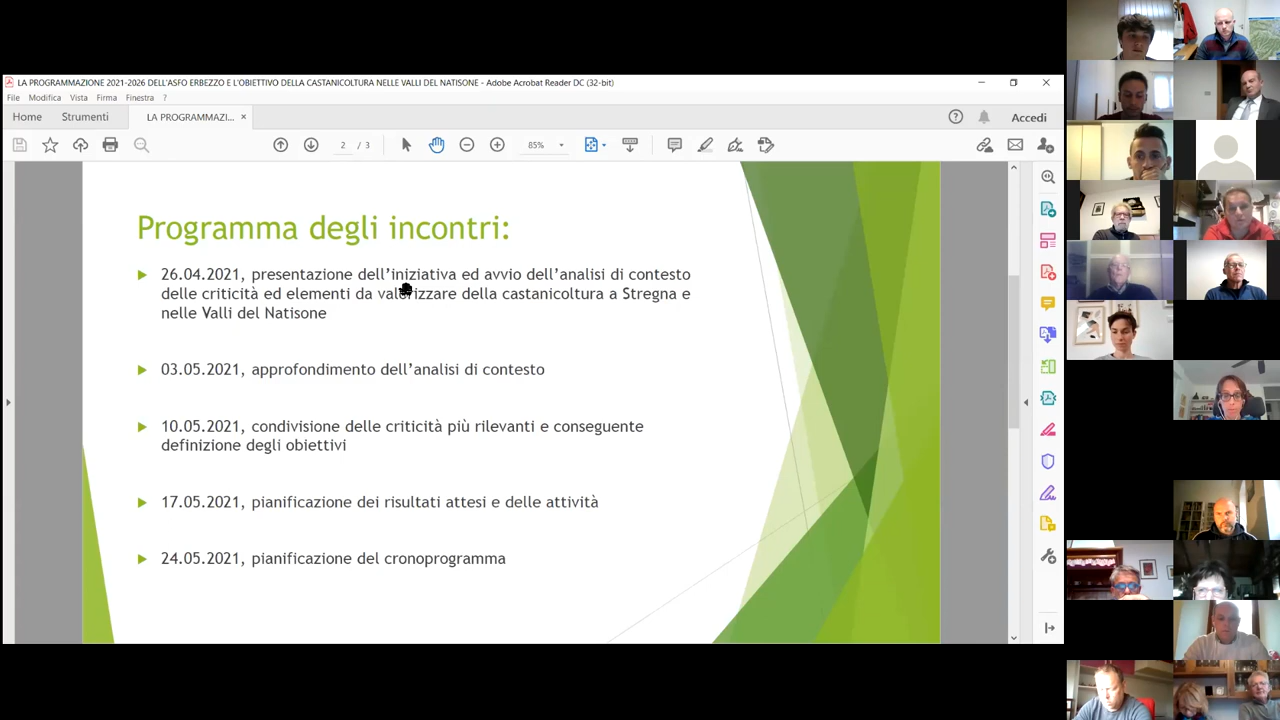 LA PROGRAMMAZIONE 2021-2026 DELL'ASFO ERBEZZO E L'OBIETTIVO DELLA CASTANICOLTURA NELLE VALLI DEL NATISONE - Adobe Acrobat Reader DC (32-bit)
File Modifica Vista Firma Finestra ?
Home Strumenti LA PROGRAMMAZI... × Accedi
2 / 3 85%
Programma degli incontri:
26.04.2021, presentazione dell'iniziativa ed avvio dell'analisi di contesto
delle criticità ed elementi da valorizzare della castanicoltura a Stregna e
nelle Valli del Natisone
03.05.2021, approfondimento dell'analisi di contesto
10.05.2021, condivisione delle criticità più rilevanti e conseguente
definizione degli obiettivi
17.05.2021, pianificazione dei risultati attesi e delle attività
24.05.2021, pianificazione del cronoprogramma